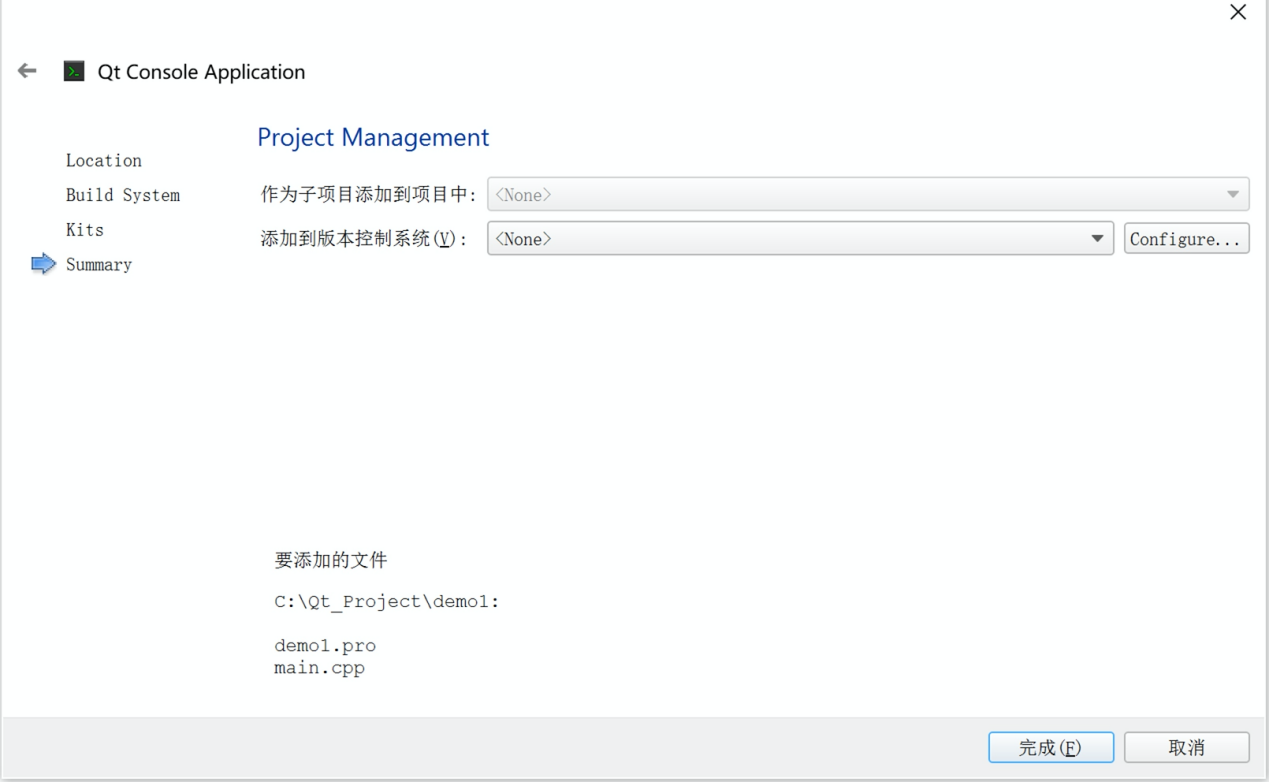 Qt Console Application
Project Management
Location
Build System
Kits
Summary
作为子项目添加到项目中: <None>
添加到版本控制系统(V): <None> Configure...
要添加的文件
C:\Qt_Project\demo1:
demo1.pro
main.cpp
完成(F) 取消